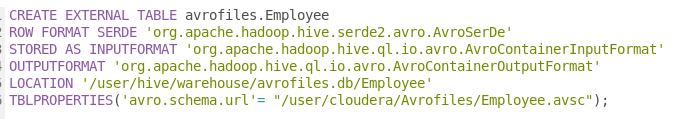 CREATE EXTERNAL TABLE avrofiles.Employee
ROW FORMAT SERDE 'org.apache.hadoop.hive.serde2.avro.AvroSerDe'
STORED AS INPUTFORMAT 'org.apache.hadoop.hive.ql.io.avro.AvroContainerInputFormat'
OUTPUTFORMAT 'org.apache.hadoop.hive.ql.io.avro.AvroContainerOutputFormat'
LOCATION '/user/hive/warehouse/avrofiles.db/Employee'
TBLPROPERTIES('avro.schema.url'= "/user/cloudera/Avrofiles/Employee.avsc");